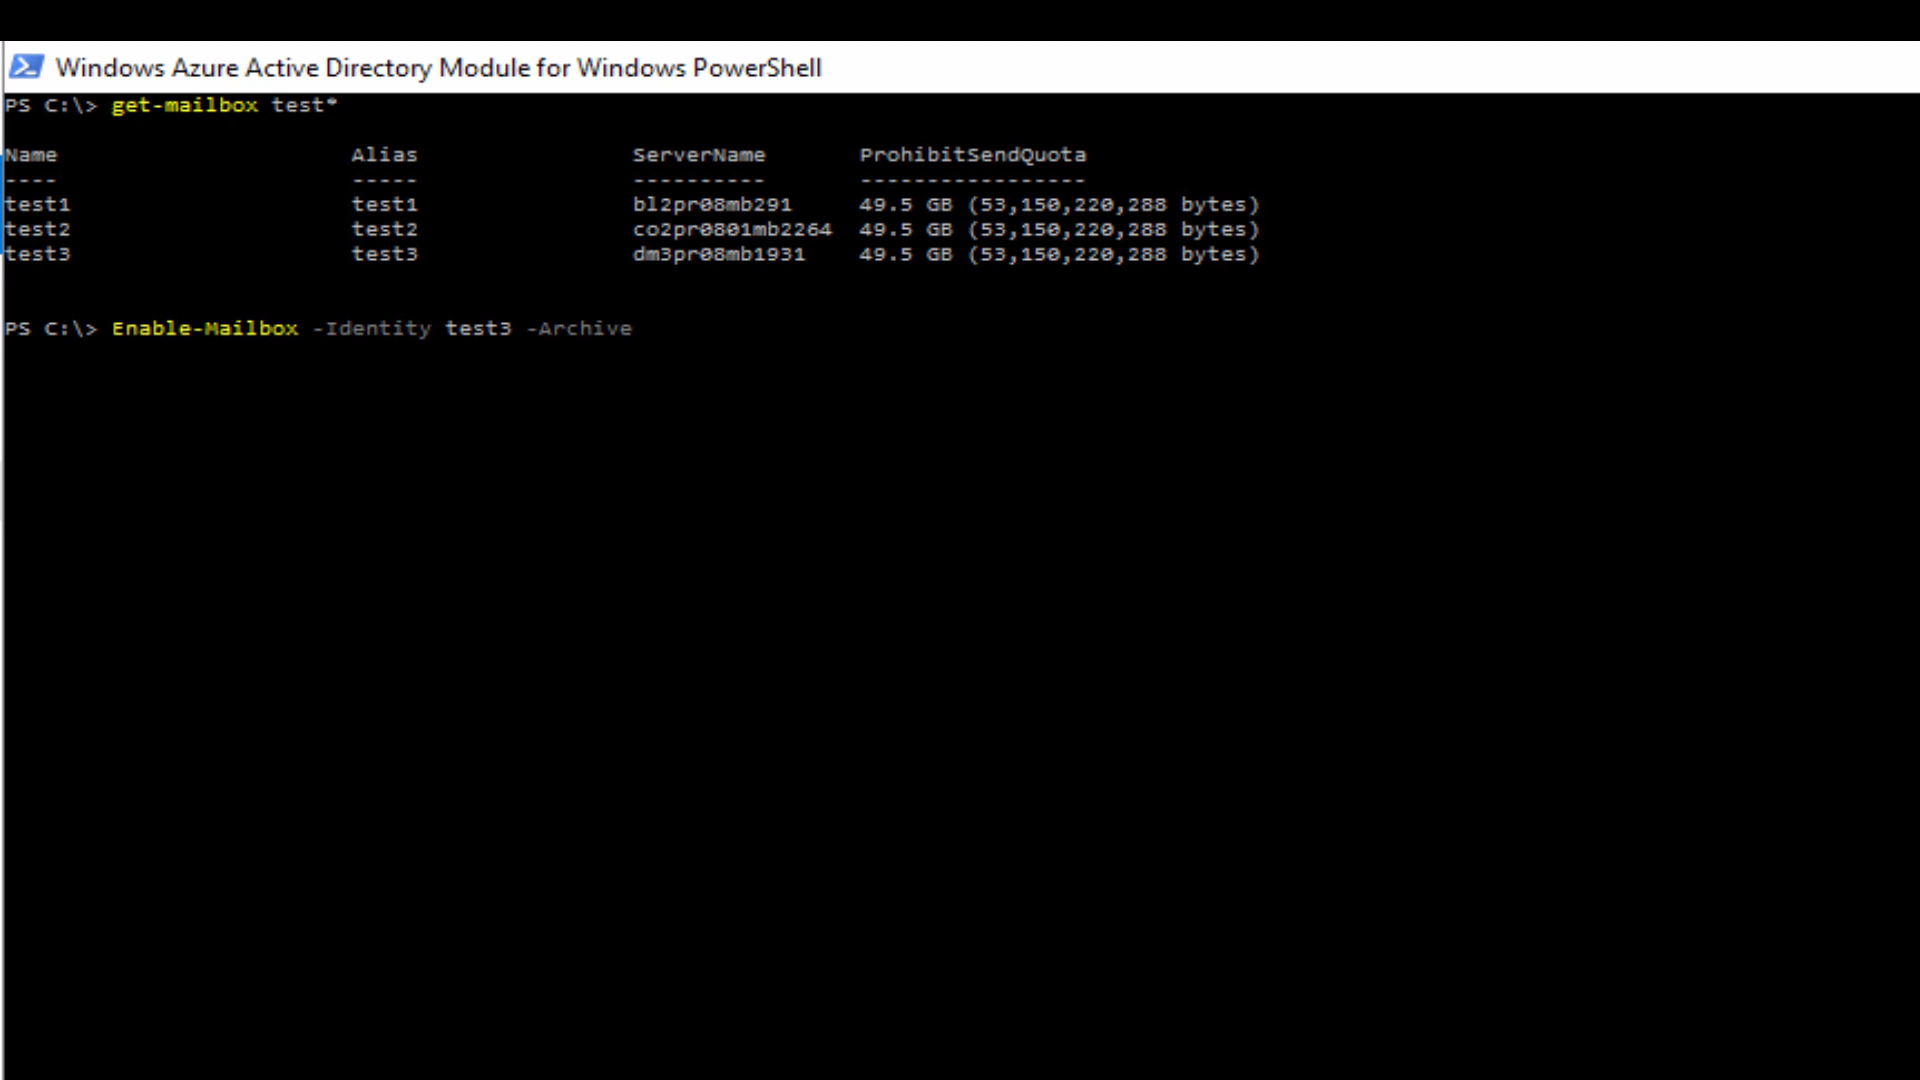 Windows Azure Active Directory Module for Windows PowerShell
PS C:\> get-mailbox test*
Name Alias ServerName ProhibitSendQuota
---- ----- ---------- -----------------
test1 test1 bl2pr08mb291 49.5 GB (53,150,220,288 bytes)
test2 test2 co2pr0801mb2264 49.5 GB (53,150,220,288 bytes)
test3 test3 dm3pr08mb1931 49.5 GB (53,150,220,288 bytes)
PS C:\> Enable-Mailbox -Identity test3 -Archive